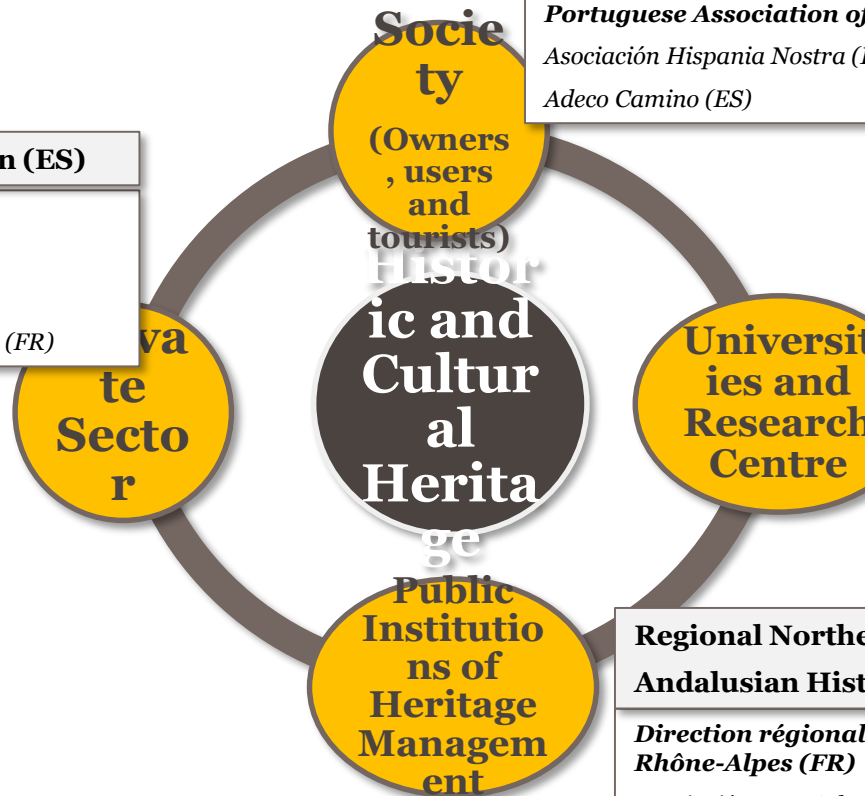 Socie
ty
(Owners
, users
and
tourists)
Portuguese Association of
Asociación Hispania Nostra
Adeco Camino (ES)
n (ES)
(FR)
va
te
Secto
r
Histor
ic and
Cultur
al
Herita
ge
Universit
ies and
Research
Centre
Public
Institutio
ns of
Heritage
Managem
ent
Regional Northe
Andalusian Hist
Direction régional
Rhône-Alpes (FR)